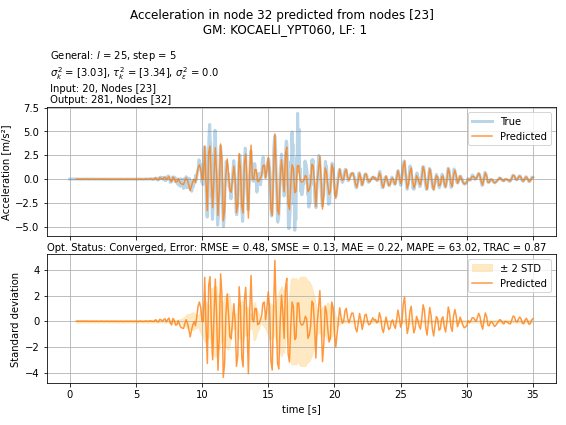 Acceleration in node 32 predicted from nodes [23]
GM: KOCAELI_YPT060, LF: 1
General: l = 25, step = 5
σ²ₖ = [3.03], τ²ₖ = [3.34], σ²ε = 0.0
Input: 20, Nodes [23]
Output: 281, Nodes [32]
7.5
5.0
2.5
0.0
−2.5
−5.0
Acceleration [m/s²]
True
Predicted
Opt. Status: Converged, Error: RMSE = 0.48, SMSE = 0.13, MAE = 0.22, MAPE = 63.02, TRAC = 0.87
4
2
0
−2
−4
Standard deviation
± 2 STD
Predicted
0 5 10 15 20 25 30 35
time [s]